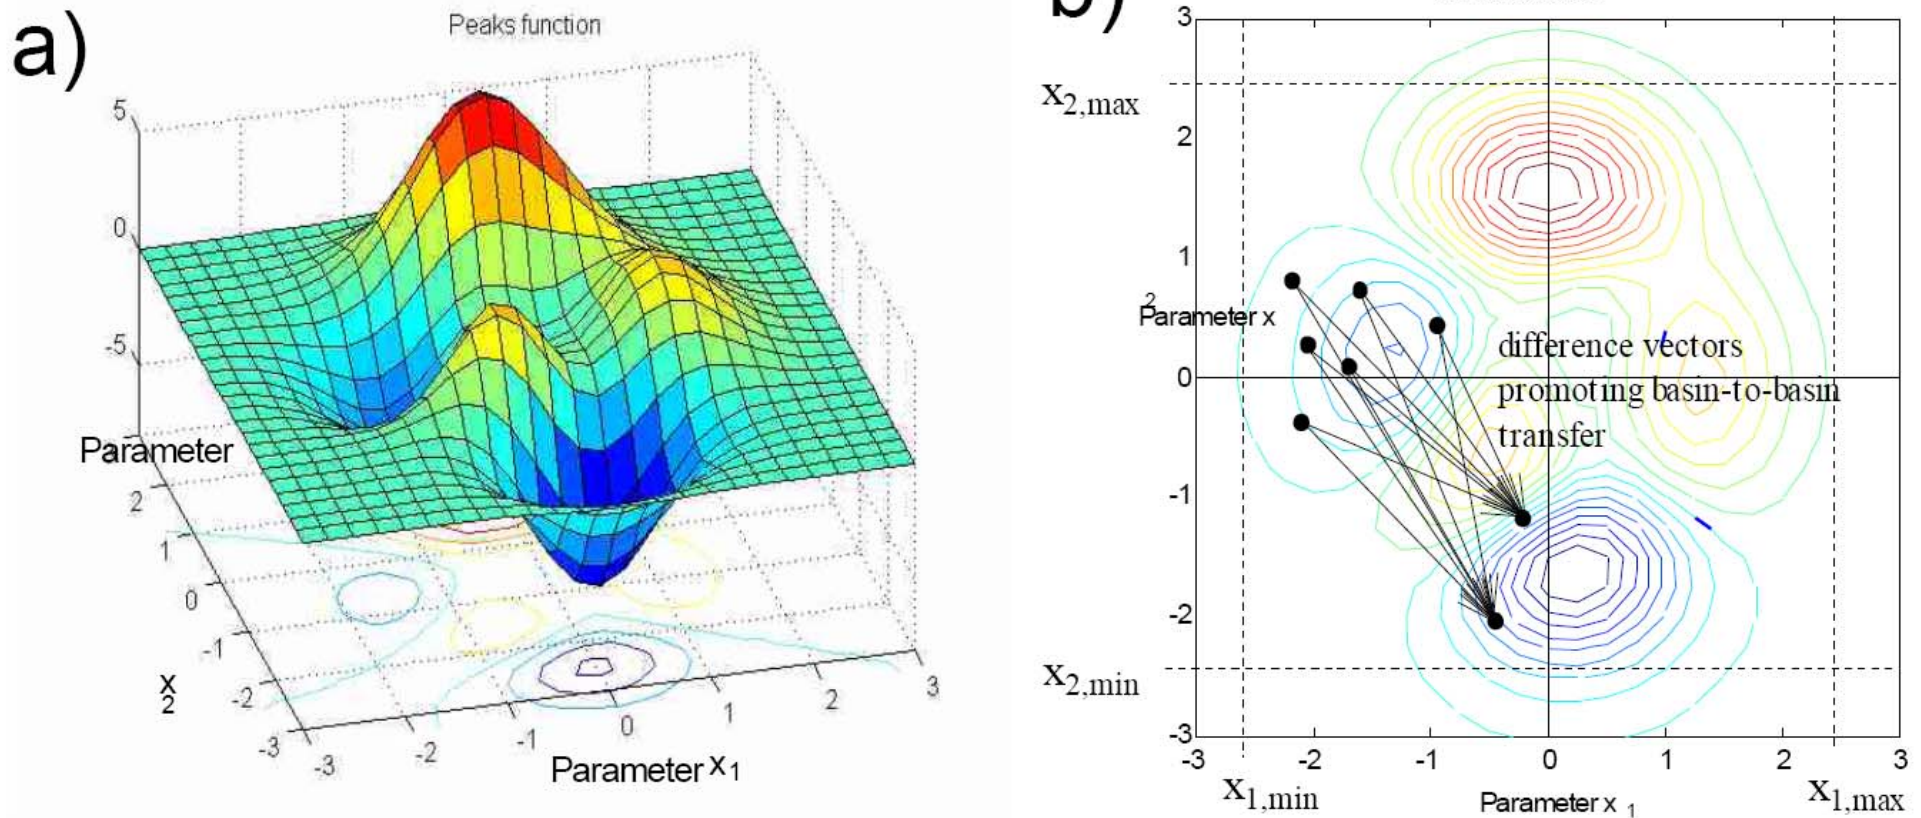 a)
Peaks function
5
0
-5
Parameter
2
1
0
-1
-2
-3
x
2
-3
-2
-1
0
1
2
3
Parameter x1
b)
3
x2,max
2
1
2
Parameter x
difference vectors
promoting basin-to-basin
transfer
0
-1
-2
x2,min
-3
-3
-2
-1
0
1
2
3
x1,min
Parameter x 1
x1,max